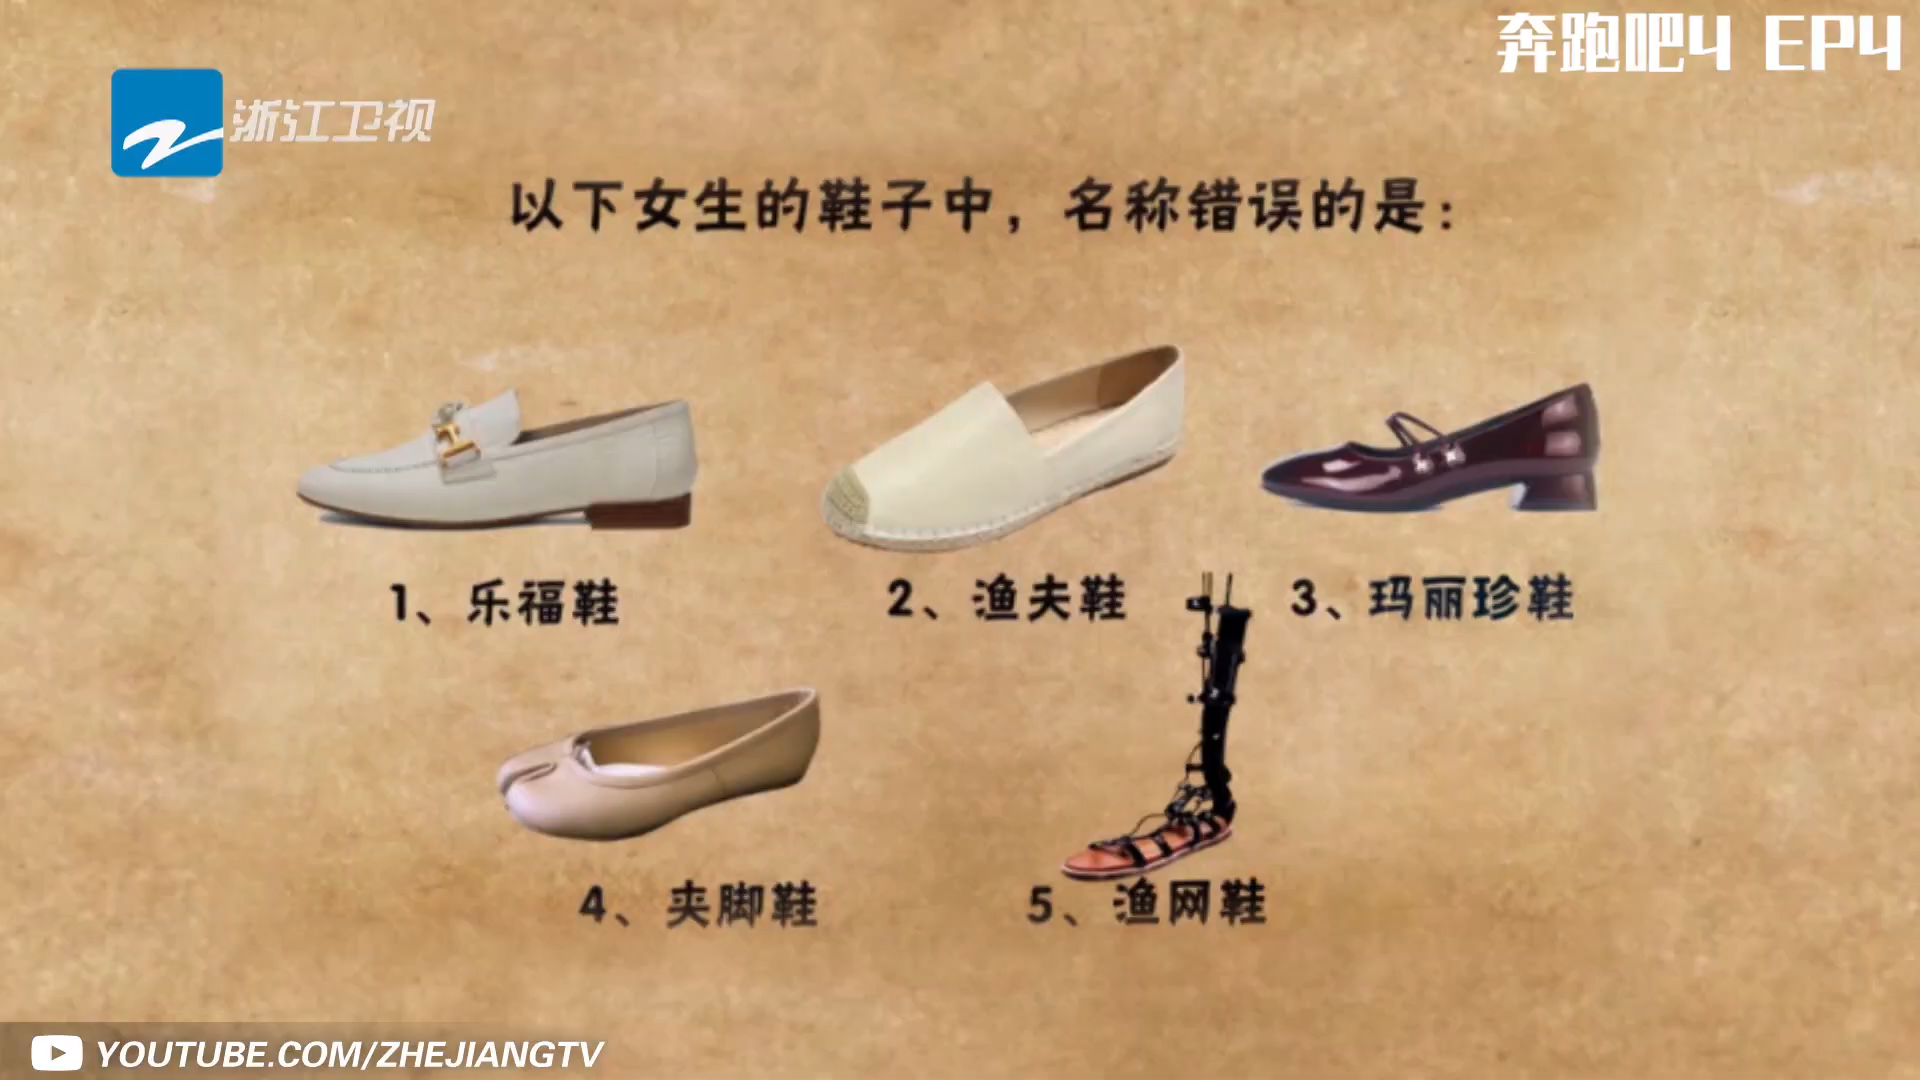 奔跑吧4 EP4
浙江卫视
以下女生的鞋子中，名称错误的是：
1、乐福鞋
2、渔夫鞋
3、玛丽珍鞋
4、夹脚鞋
5、渔网鞋
YOUTUBE.COM/ZHEJIANGTV